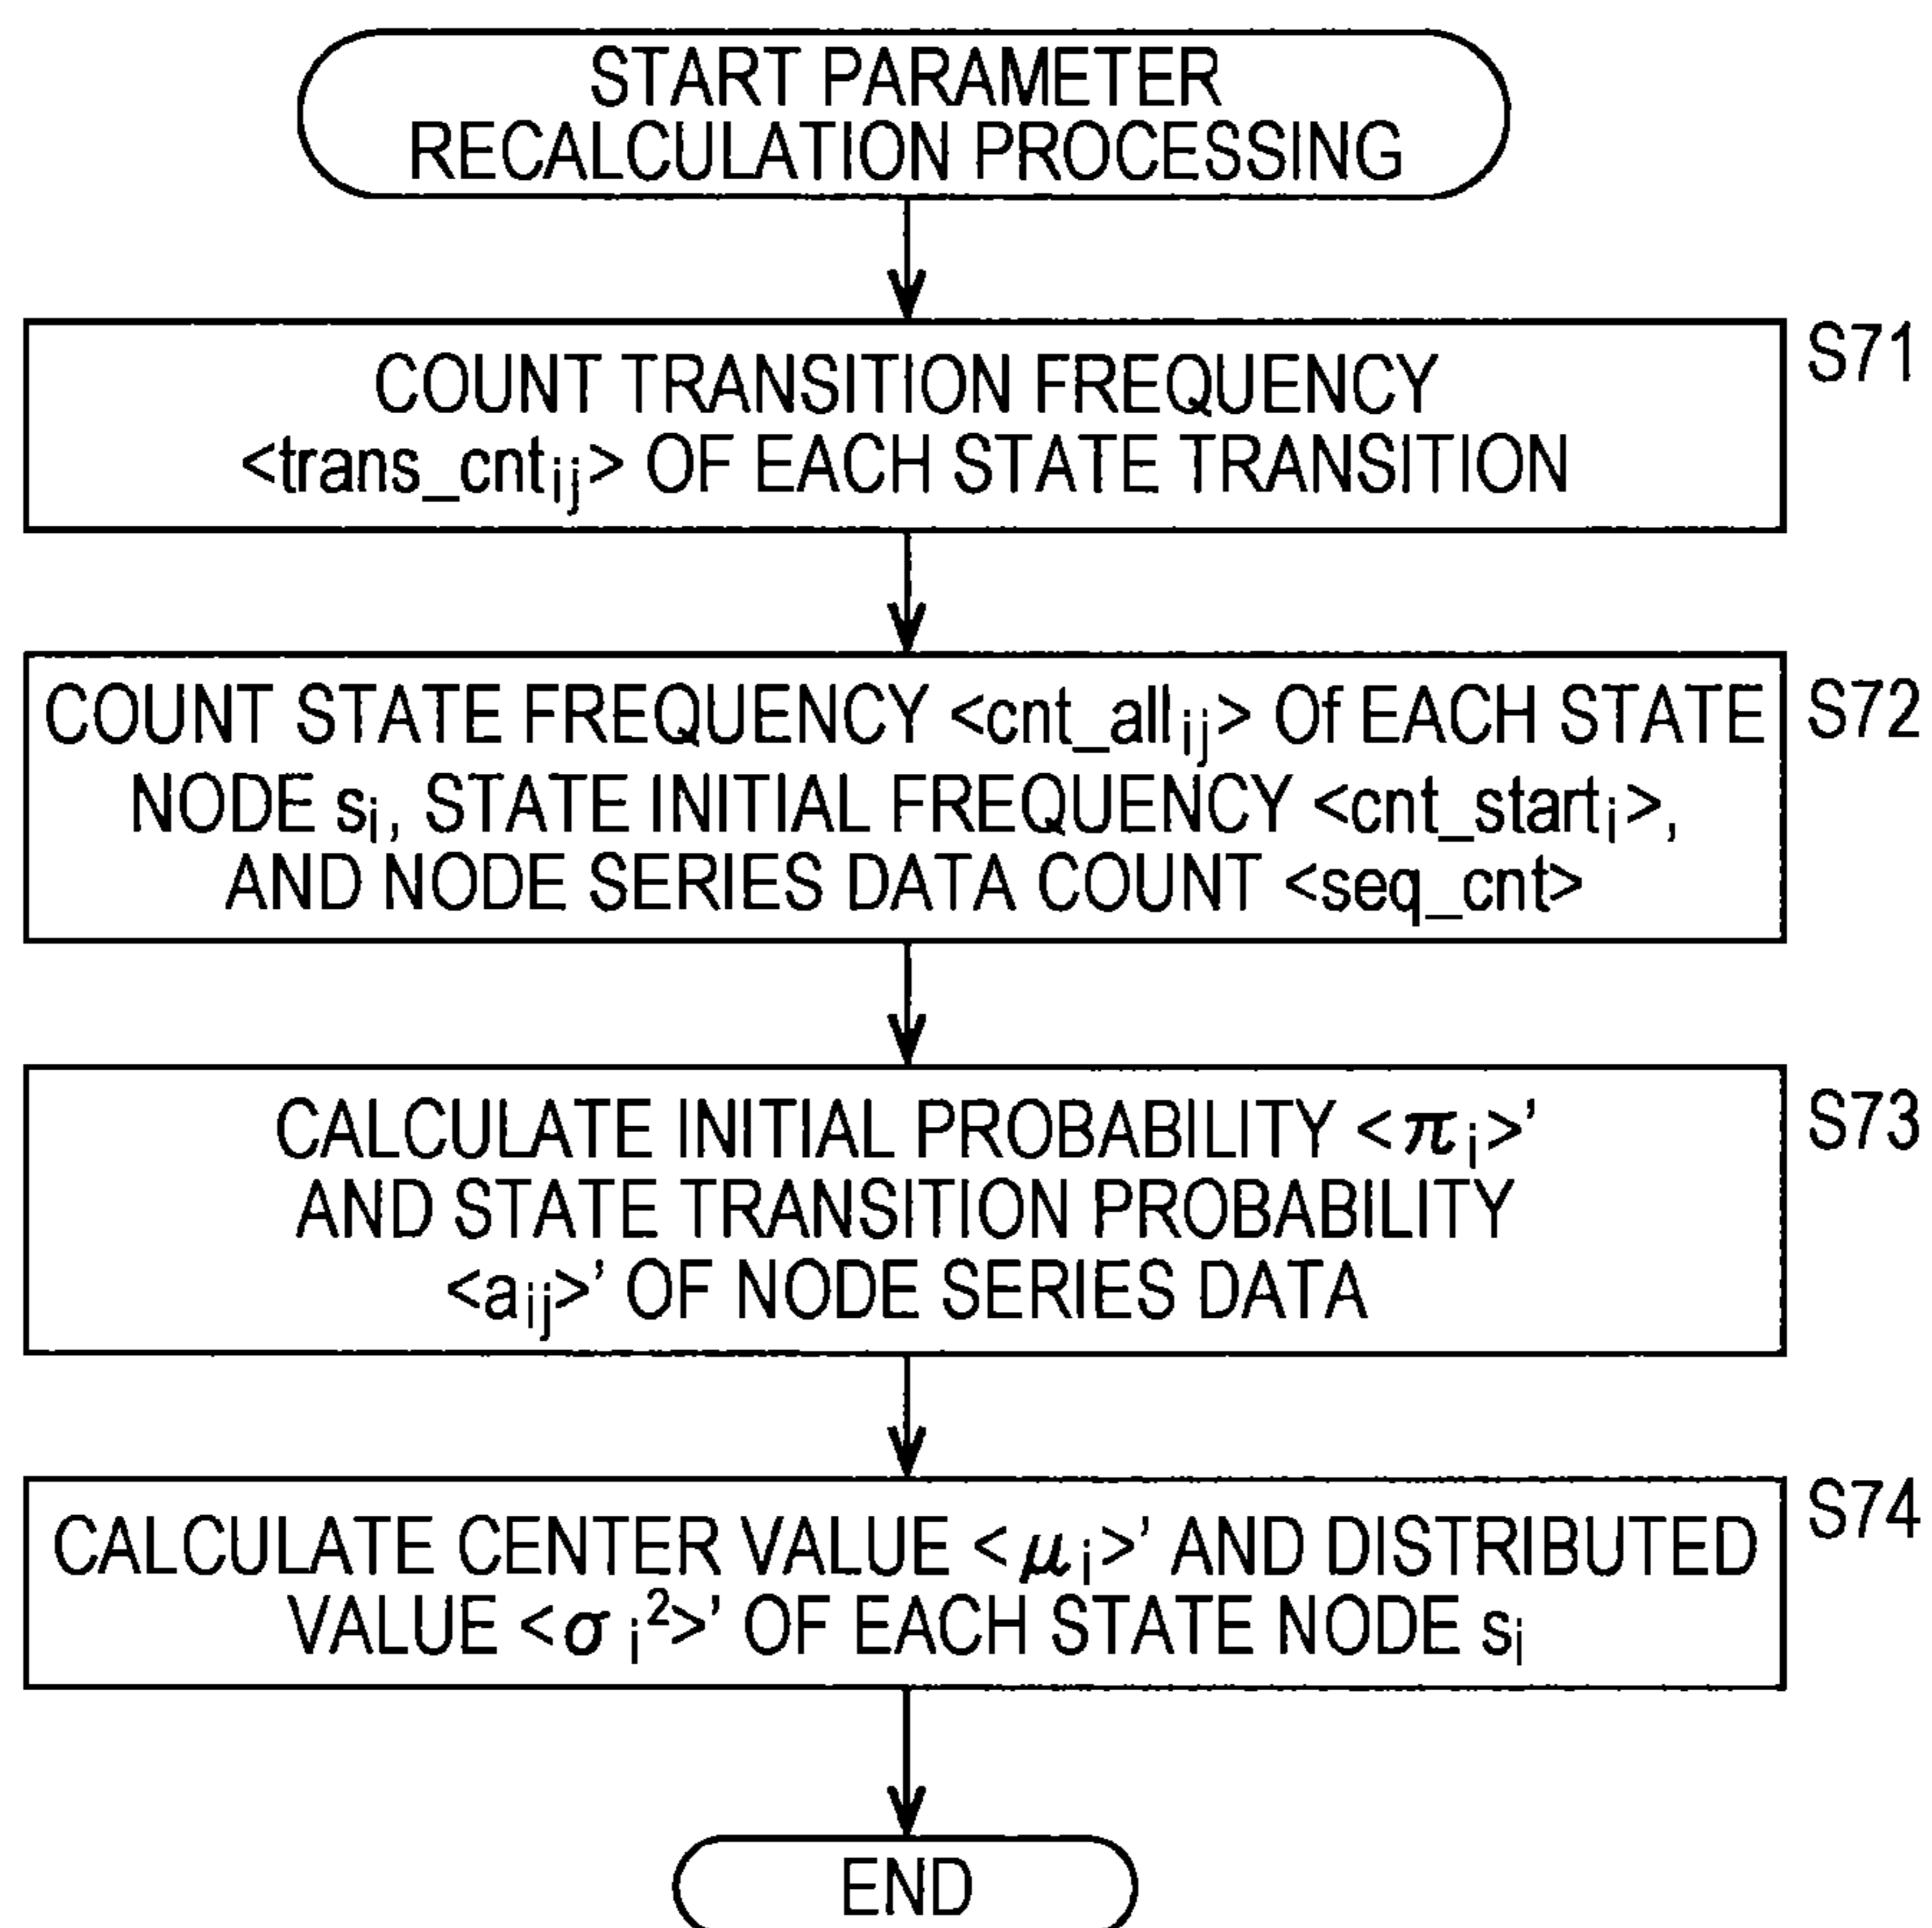 START PARAMETER
RECALCULATION PROCESSING
S71
COUNT TRANSITION FREQUENCY
<trans_cntij> OF EACH STATE TRANSITION
S72
COUNT STATE FREQUENCY <cnt_allij> Of EACH STATE
NODE si, STATE INITIAL FREQUENCY <cnt_starti>,
AND NODE SERIES DATA COUNT <seq_cnt>
S73
CALCULATE INITIAL PROBABILITY <πi>’
AND STATE TRANSITION PROBABILITY
<aij>’ OF NODE SERIES DATA
S74
CALCULATE CENTER VALUE <μi>’ AND DISTRIBUTED
VALUE <σi²>’ OF EACH STATE NODE si
END